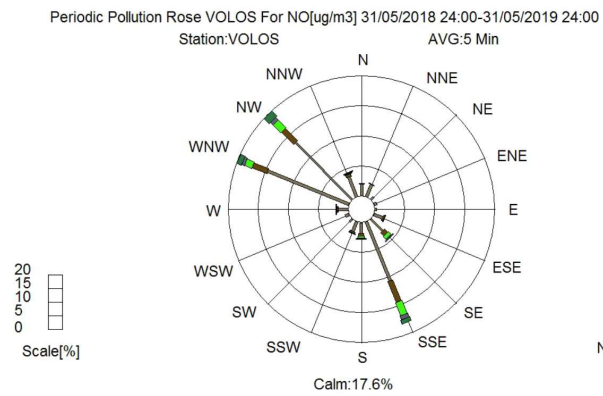 Periodic Pollution Rose VOLOS For NO[ug/m3] 31/05/2018 24:00-31/05/2019 24:00
Station:VOLOS AVG:5 Min
N
NNW NNE
NW NE
WNW ENE
W E
WSW ESE
SW SE
SSW SSE
S
20
15
10
5
0
Scale[%]
Calm:17.6%